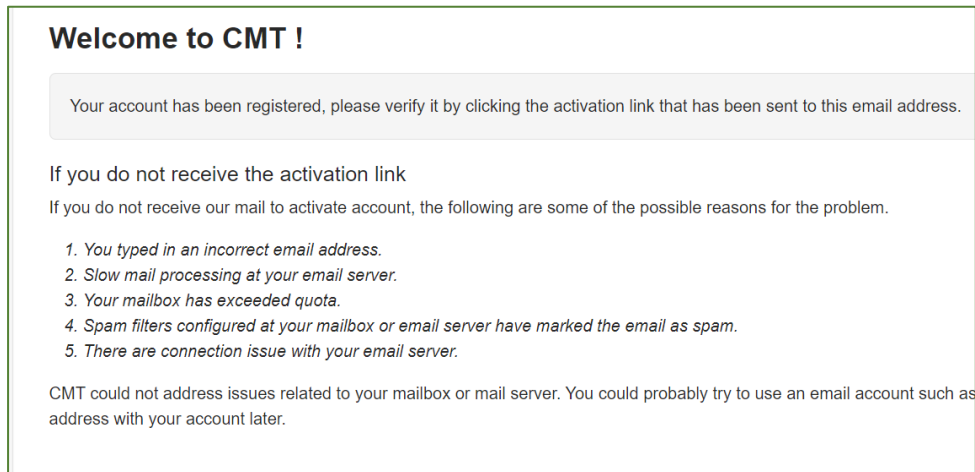 Welcome to CMT !
Your account has been registered, please verify it by clicking the activation link that has been sent to this email address.
If you do not receive the activation link
If you do not receive our mail to activate account, the following are some of the possible reasons for the problem.
1. You typed in an incorrect email address.
2. Slow mail processing at your email server.
3. Your mailbox has exceeded quota.
4. Spam filters configured at your mailbox or email server have marked the email as spam.
5. There are connection issue with your email server.
CMT could not address issues related to your mailbox or mail server. You could probably try to use an email account such as
address with your account later.